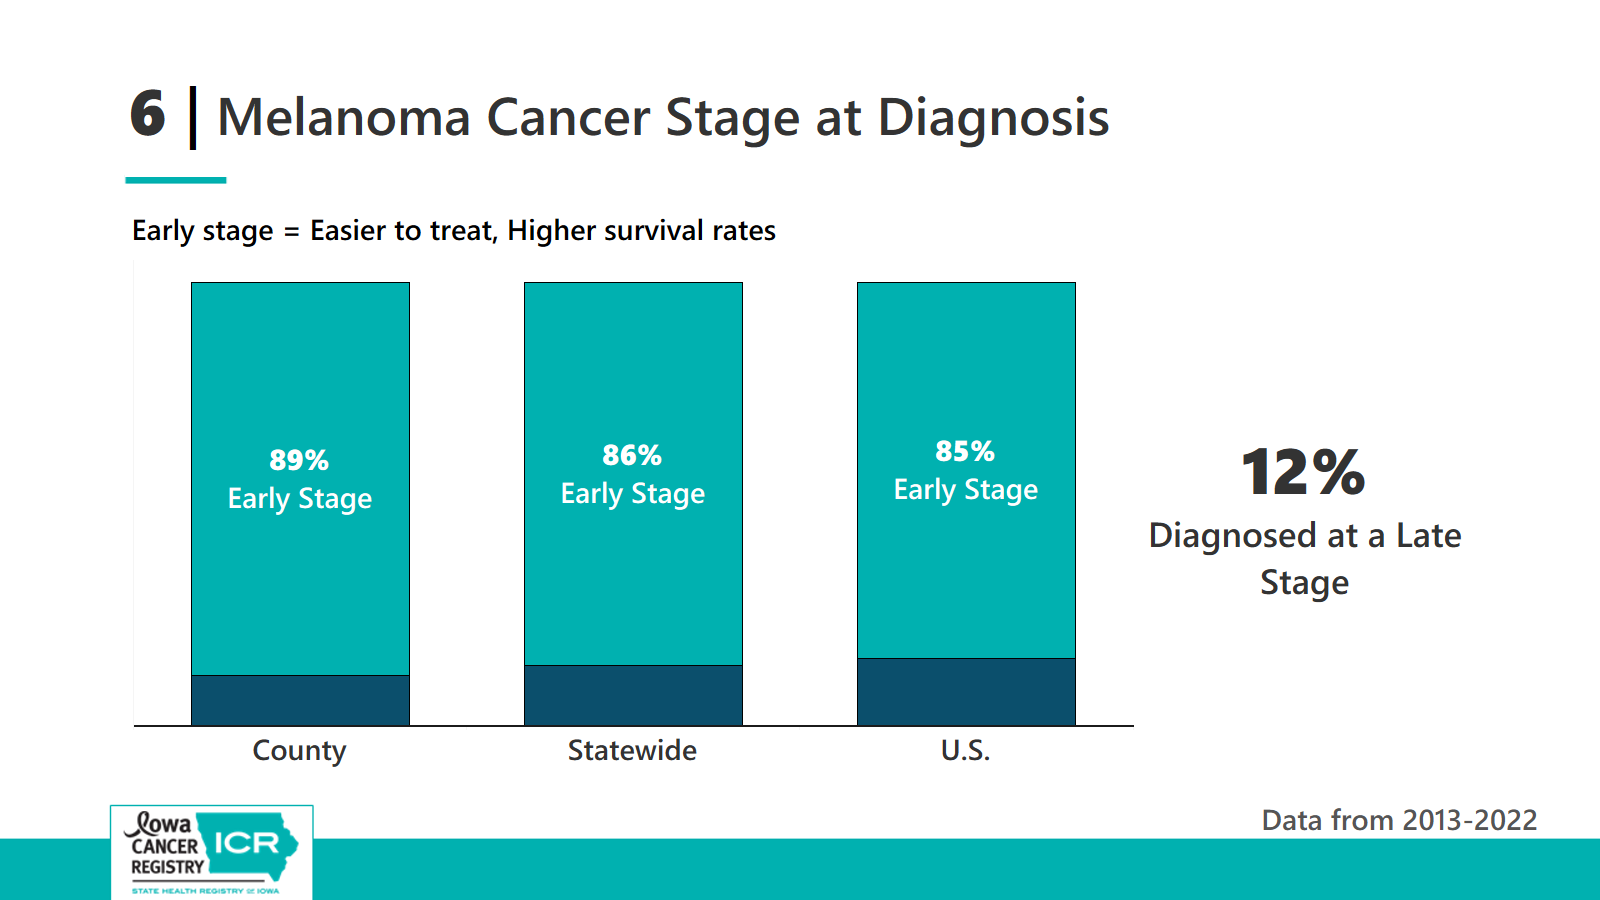 6 | Melanoma Cancer Stage at Diagnosis
Early stage = Easier to treat, Higher survival rates
89%
Early Stage
86%
Early Stage
85%
Early Stage
12%
Diagnosed at a Late
Stage
County
Statewide
U.S.
Data from 2013-2022
Iowa
CANCER
REGISTRY
ICR
STATE HEALTH REGISTRY OF IOWA